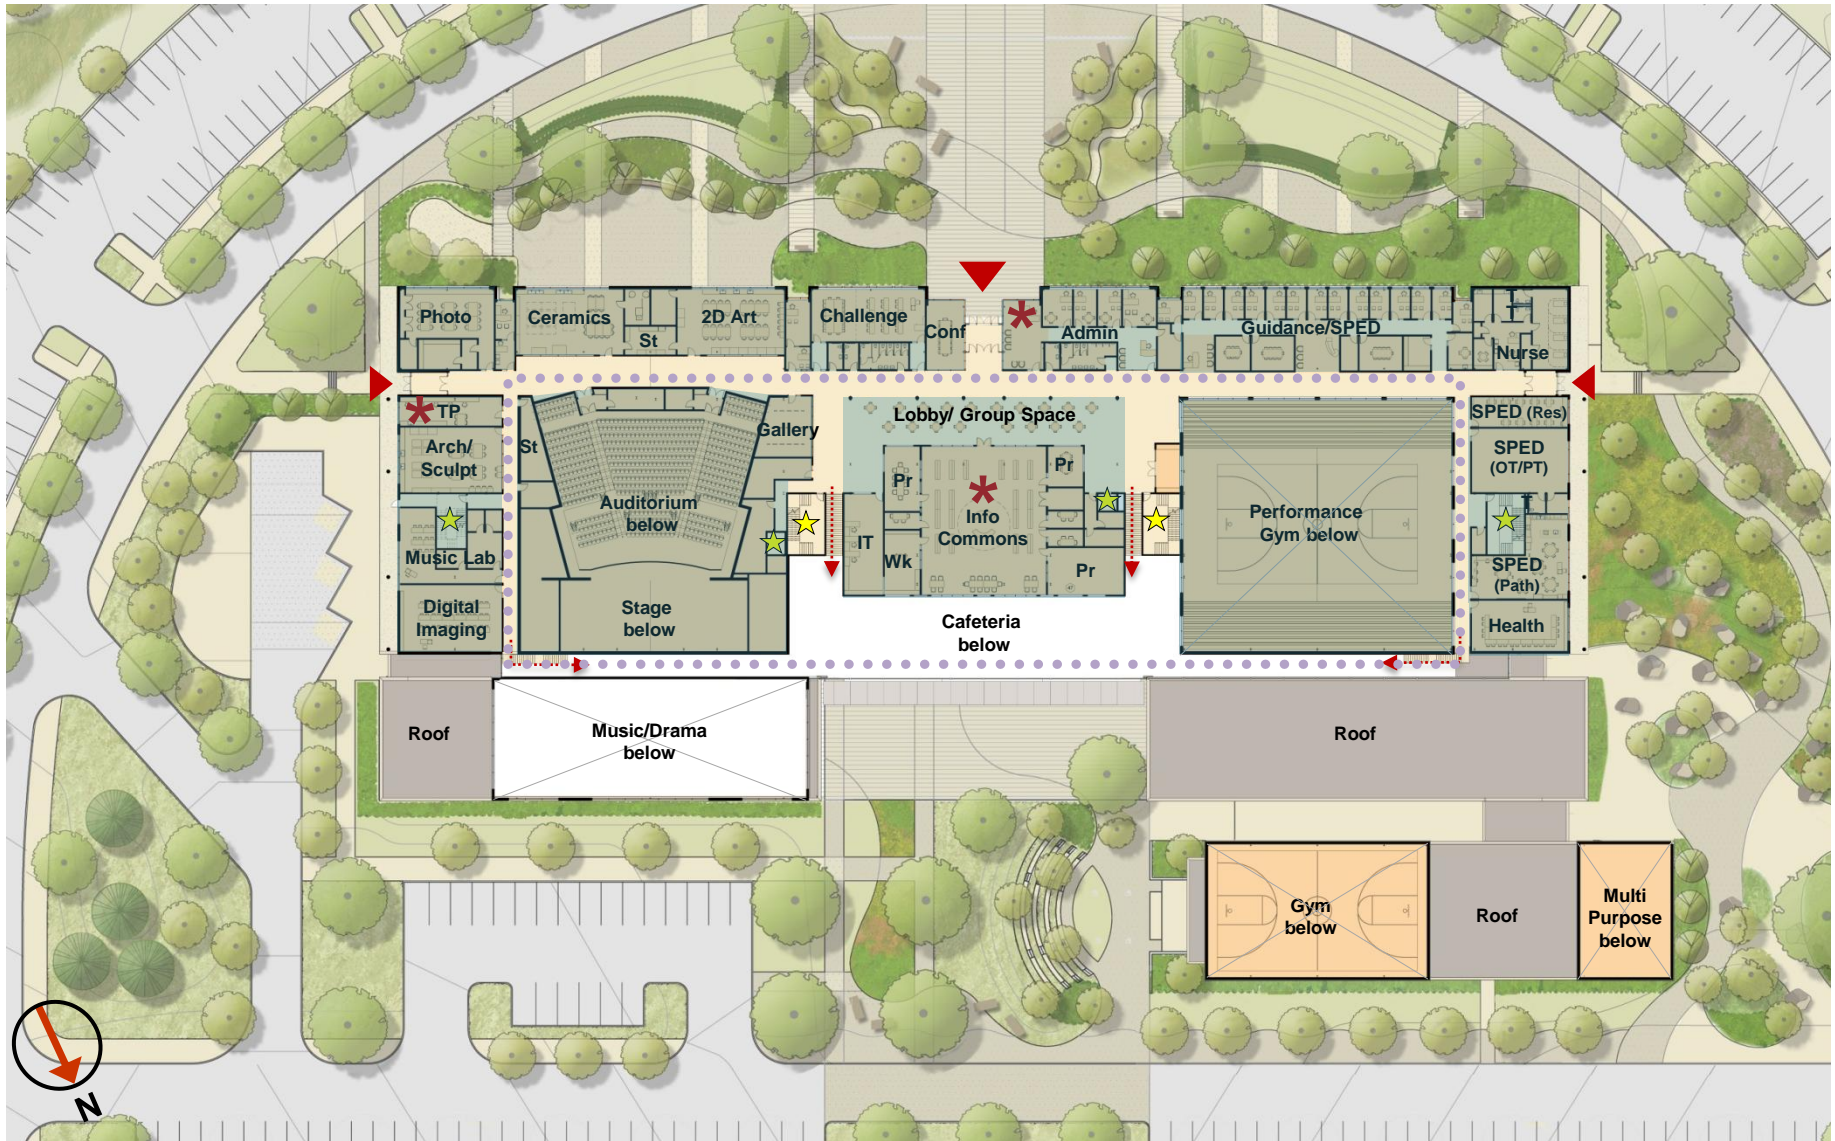 Photo
Ceramics
St
2D Art
Challenge
Conf
Admin
Guidance/SPED
Nurse
T
TP
Arch/
Sculpt
Music Lab
Digital
Imaging
St
Auditorium
below
Gallery
Stage
below
Lobby/ Group Space
Pr
Pr
Info
Commons
IT
Wk
Pr
Cafeteria
below
Performance
Gym below
SPED (Res)
SPED
(OT/PT)
T
SPED
(Path)
Health
Roof
Music/Drama
below
Roof
Gym
below
Roof
Multi
Purpose
below
N